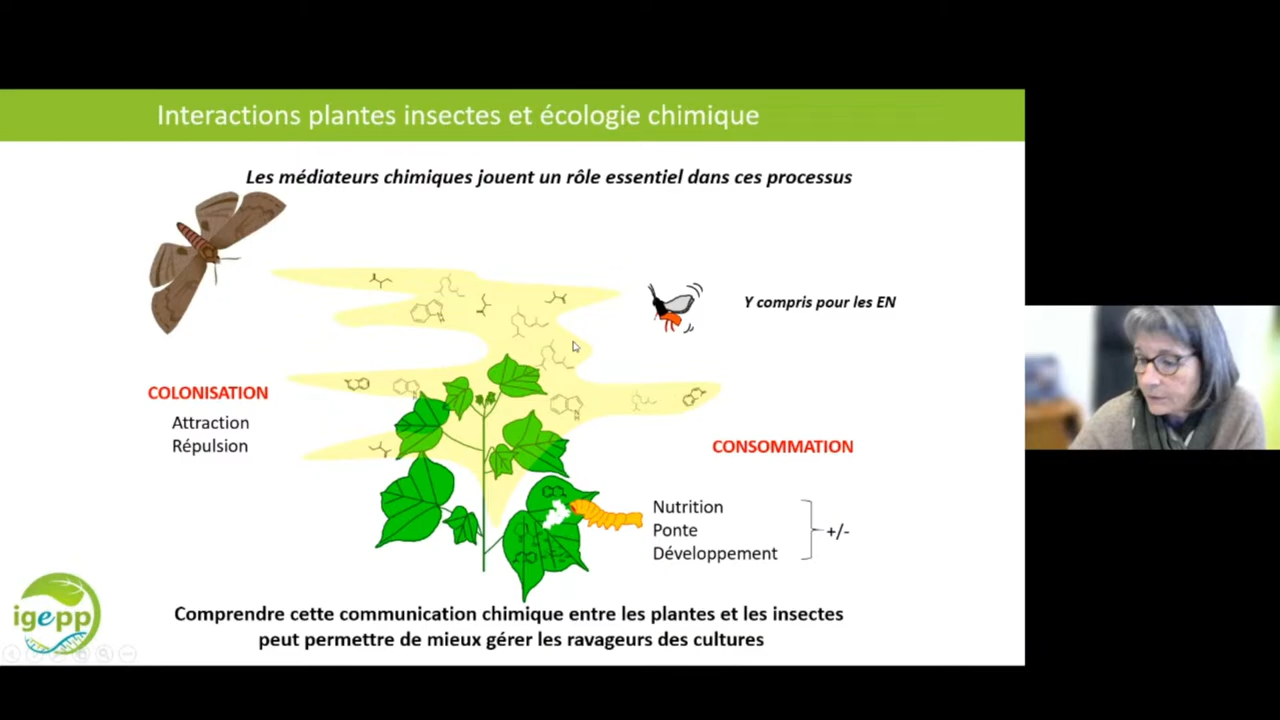 Interactions plantes insectes et écologie chimique
Les médiateurs chimiques jouent un rôle essentiel dans ces processus
Y compris pour les EN
COLONISATION
Attraction
Répulsion
CONSOMMATION
Nutrition
Ponte
Développement
+/-
Comprendre cette communication chimique entre les plantes et les insectes
peut permettre de mieux gérer les ravageurs des cultures
igepp